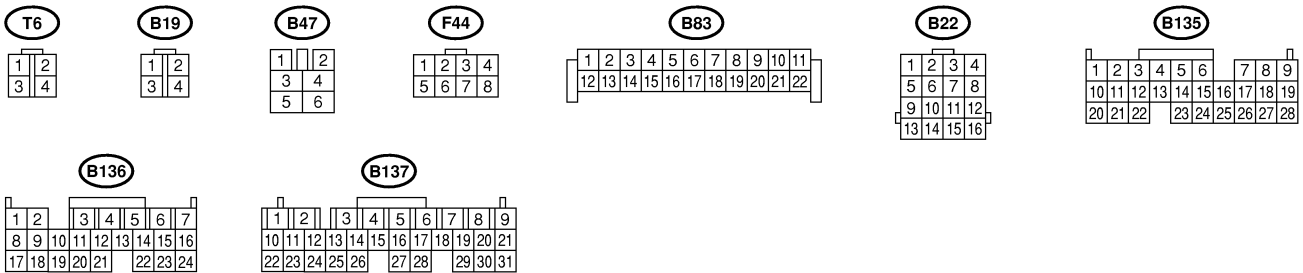 T6 B19 B47 F44 B83 B22 B135
1 2
3 4
1 2
3 4
1 2
3 4
5 6
1 2 3 4
5 6 7 8
1 2 3 4 5 6 7 8 9 10 11
12 13 14 15 16 17 18 19 20 21 22
1 2 3 4
5 6 7 8
9 10 11 12
13 14 15 16
1 2 3 4 5 6 7 8 9
10 11 12 13 14 15 16 17 18 19
20 21 22 23 24 25 26 27 28
B136 B137
1 2 3 4 5 6 7
8 9 10 11 12 13 14 15 16
17 18 19 20 21 22 23 24
1 2 3 4 5 6 7 8 9
10 11 12 13 14 15 16 17 18 19 20 21
22 23 24 25 26 27 28 29 30 31